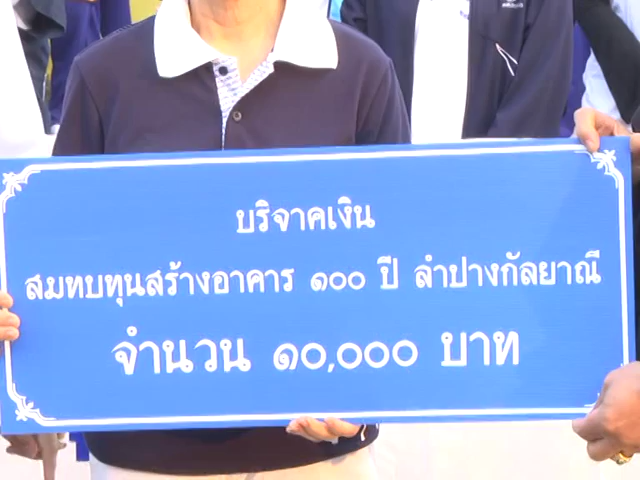 บริจาคเงิน
สมทบทุนสร้างอาคาร ๑๐๐ ปี ลำปางกัลยาณี
จำนวน ๑๐,๐๐๐ บาท